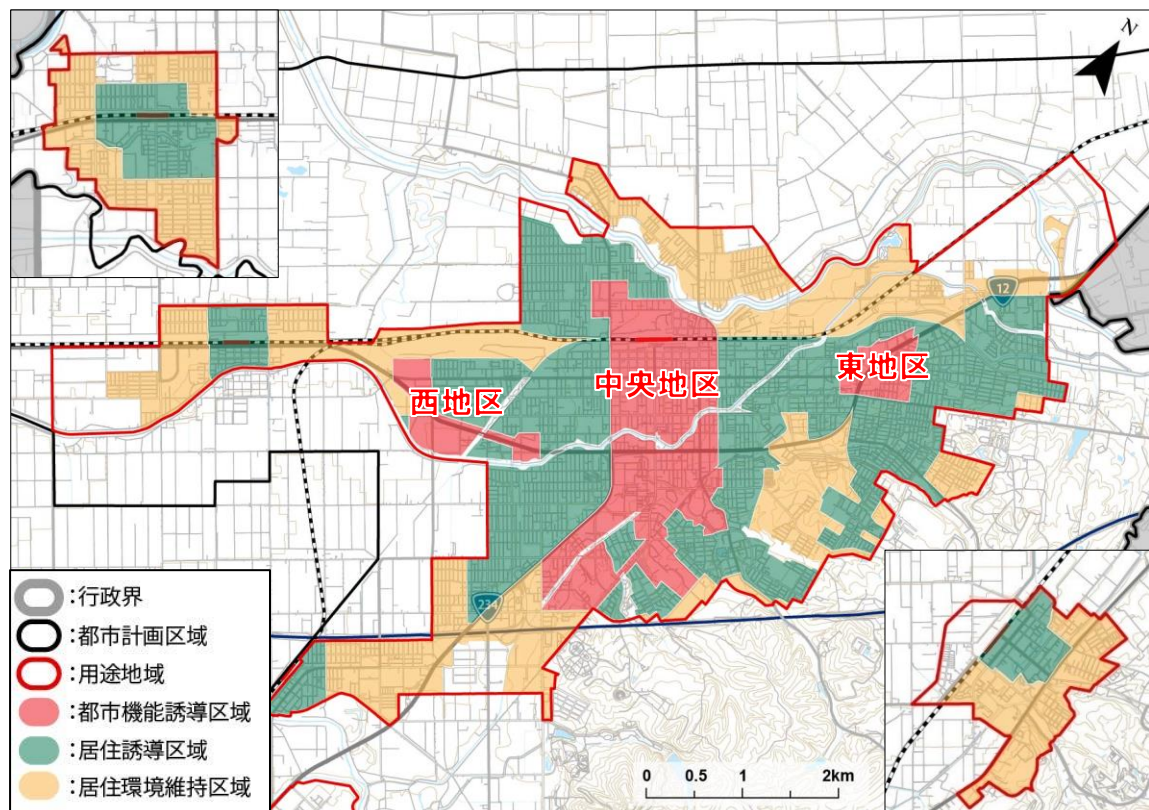 N
12
東地区
中央地区
西地区
234
:行政界
:都市計画区域
:用途地域
:都市機能誘導区域
:居住誘導区域
:居住環境維持区域
0 0.5 1 2km